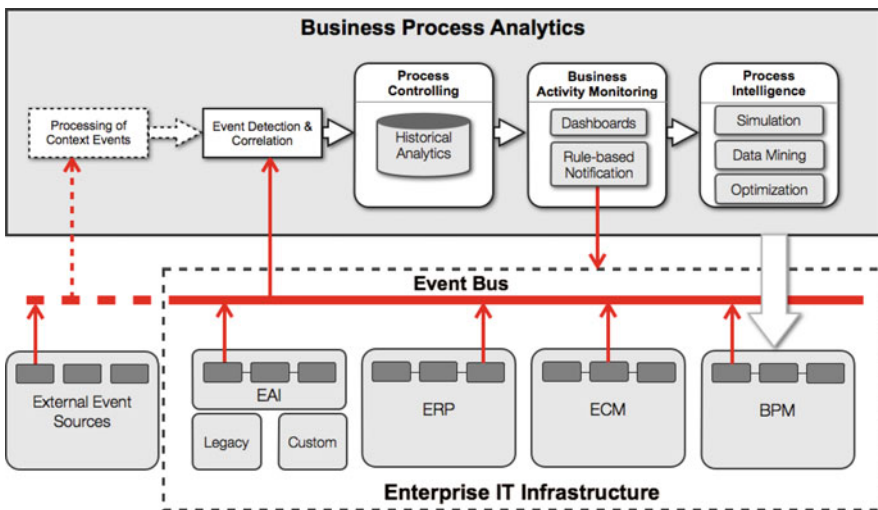 Business Process Analytics
Processing of
Context Events
Event Detection &
Correlation
Process
Controlling
Historical
Analytics
Business
Activity Monitoring
Dashboards
Rule-based
Notification
Process
Intelligence
Simulation
Data Mining
Optimization
Event Bus
External Event
Sources
EAI
Legacy
Custom
ERP
ECM
BPM
Enterprise IT Infrastructure